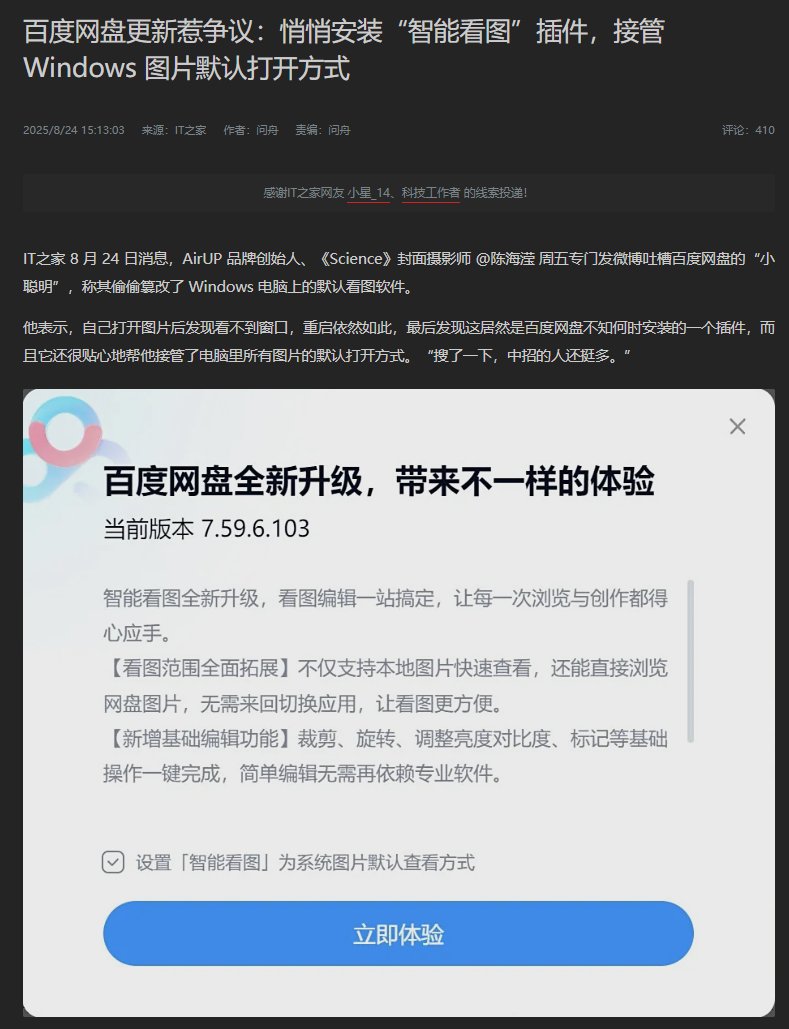 百度网盘更新惹争议：悄悄安装“智能看图”插件，接管
Windows 图片默认打开方式
2025/8/24 15:13:03 来源：IT之家 作者：问舟 责编：问舟 评论：410
感谢IT之家网友 小星_14、科技工作者 的线索投递！
IT之家 8 月 24 日消息，AirUP 品牌创始人、《Science》封面摄影师 @陈海滢 周五专门发微博吐槽百度网盘的“小
聪明”，称其偷偷篡改了 Windows 电脑上的默认看图软件。
他表示，自己打开图片后发现看不到窗口，重启依然如此，最后发现这居然是百度网盘不知何时安装的一个插件，而
且它还很贴心地帮他接管了电脑里所有图片的默认打开方式。“搜了一下，中招的人还挺多。”
百度网盘全新升级，带来不一样的体验
当前版本 7.59.6.103
智能看图全新升级，看图编辑一站搞定，让每一次浏览与创作都得
心应手。
【看图范围全面拓展】不仅支持本地图片快速查看，还能直接浏览
网盘图片，无需来回切换应用，让看图更方便。
【新增基础编辑功能】裁剪、旋转、调整亮度对比度、标记等基础
操作一键完成，简单编辑无需再依赖专业软件。
设置「智能看图」为系统图片默认查看方式
立即体验